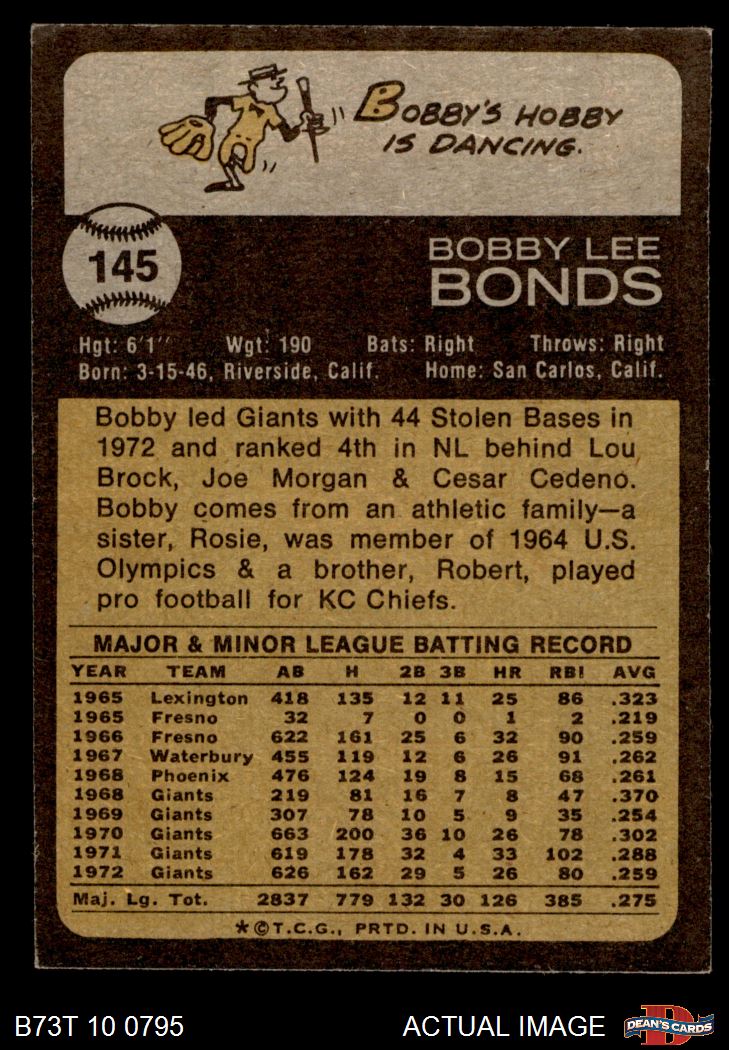 BOBBY'S HOBBY
IS DANCING.
145
BOBBY LEE
BONDS
Hgt: 6'1" Wgt: 190 Bats: Right Throws: Right
Born: 3-15-46, Riverside, Calif. Home: San Carlos, Calif.
Bobby led Giants with 44 Stolen Bases in
1972 and ranked 4th in NL behind Lou
Brock, Joe Morgan & Cesar Cedeno.
Bobby comes from an athletic family—a
sister, Rosie, was member of 1964 U.S.
Olympics & a brother, Robert, played
pro football for KC Chiefs.
MAJOR & MINOR LEAGUE BATTING RECORD
YEAR TEAM AB H 2B 3B HR RBI AVG
1965 Lexington 418 135 12 11 25 86 .323
1965 Fresno 32 7 0 0 1 2 .219
1966 Fresno 622 161 25 6 32 90 .259
1967 Waterbury 455 119 12 6 26 91 .262
1968 Phoenix 476 124 19 8 15 68 .261
1968 Giants 219 81 16 7 8 47 .370
1969 Giants 307 78 10 5 9 35 .254
1970 Giants 663 200 36 10 26 78 .302
1971 Giants 619 178 32 4 33 102 .288
1972 Giants 626 162 29 5 26 80 .259
Maj. Lg. Tot. 2837 779 132 30 126 385 .275
*©T.C.G., PRTD. IN U.S.A.
B73T 10 0795 ACTUAL IMAGE DEAN'S CARDS